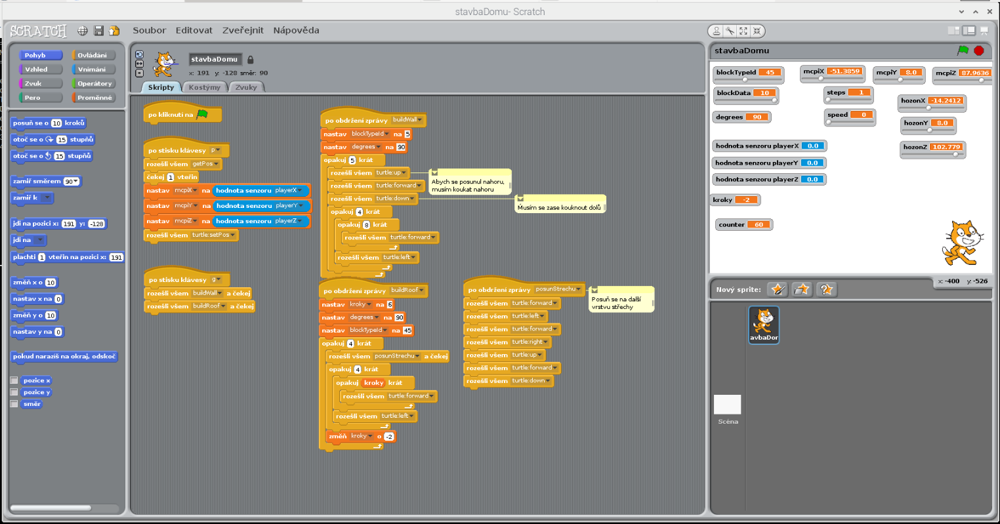 stavbaDomu- Scratch
SCRATCH
Soubor Editovat Zveřejnit Nápověda
Pohyb Ovládání
Vzhled Vnímání
Zvuk Operátory
Pero Proměnné
posuň se o 10 kroků
otoč se o 15 stupňů
otoč se o 15 stupňů
zamiř směrem 90
zamiř k
jdi na pozici x: 191 y: -128
jdi na
plachti 1 vteřin na pozici x: 191
změň x o 10
nastav x na 0
změň y o 10
nastav y na 0
pokud narazíš na okraj, odskoč
pozice x
pozice y
směr
stavbaDomu
x: 191 y: -128 směr: 90
Skripty Kostýmy Zvuky
po kliknutí na
po stisku klávesy p
rozešli všem getPos
čekej 1 vteřin
nastav mcpiX na hodnota senzoru playerX
nastav mcpiY na hodnota senzoru playerY
nastav mcpiZ na hodnota senzoru playerZ
rozešli všem turtle:setPos
po stisku klávesy g
rozešli všem buildWall a čekej
rozešli všem buildRoof a čekej
po obdržení zprávy buildWall
nastav blockTypeId na 5
nastav degrees na 90
opakuj 5 krát
rozešli všem turtle:up
rozešli všem turtle:forward
rozešli všem turtle:down
opakuj 4 krát
opakuj 8 krát
rozešli všem turtle:forward
rozešli všem turtle:left
Abych se posunul nahoru,
musím koukat nahoru
Musím se zase kouknout dolů
po obdržení zprávy buildRoof
nastav kroky na 6
nastav degrees na 90
nastav blockTypeId na 45
opakuj 4 krát
rozešli všem posunStrechu a čekej
opakuj 4 krát
opakuj kroky krát
rozešli všem turtle:forward
rozešli všem turtle:left
změň kroky o -2
po obdržení zprávy posunStrechu
rozešli všem turtle:forward
rozešli všem turtle:left
rozešli všem turtle:forward
rozešli všem turtle:right
rozešli všem turtle:up
rozešli všem turtle:forward
rozešli všem turtle:down
Posuň se na další
vrstvu střechy
stavbaDomu
blockTypeId 45
mcpiX -51.3859
mcpiY 8.0
mcpiZ 87.9636
blockData 10
steps 1
hozonX -14.2412
degrees 90
speed 0
hozonY 8.0
hodnota senzoru playerX 0.0
hozonZ 102.779
hodnota senzoru playerY 0.0
hodnota senzoru playerZ 0.0
kroky -2
counter 60
x: -400 y: -526
Nový sprite:
avbaDor
Scéna